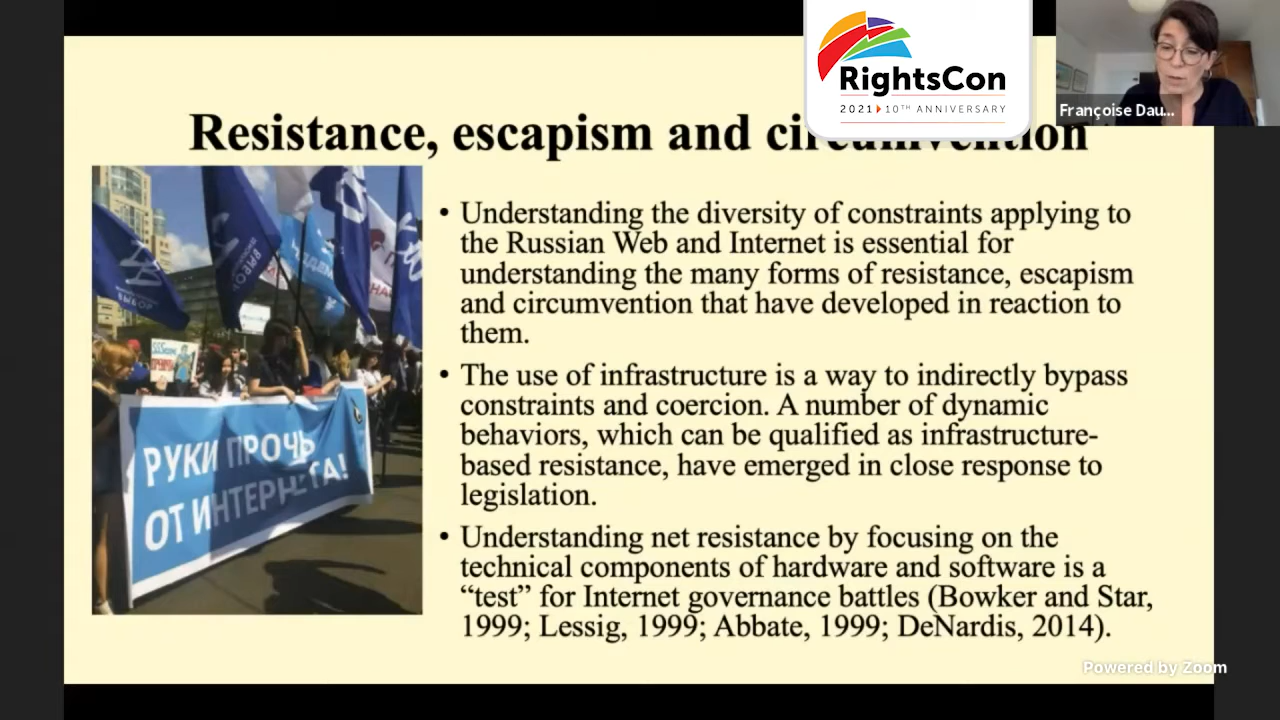 RightsCon
2021 10TH ANNIVERSARY
Françoise Dau...
Resistance, escapism and circumvention
• Understanding the diversity of constraints applying to
the Russian Web and Internet is essential for
understanding the many forms of resistance, escapism
and circumvention that have developed in reaction to
them.
• The use of infrastructure is a way to indirectly bypass
constraints and coercion. A number of dynamic
behaviors, which can be qualified as infrastructure-
based resistance, have emerged in close response to
legislation.
• Understanding net resistance by focusing on the
technical components of hardware and software is a
“test” for Internet governance battles (Bowker and Star,
1999; Lessig, 1999; Abbate, 1999; DeNardis, 2014).
РУКИ ПРОЧЬ
ОТ ИНТЕРНЕТА!
ВЫБОР
Powered by Zoom